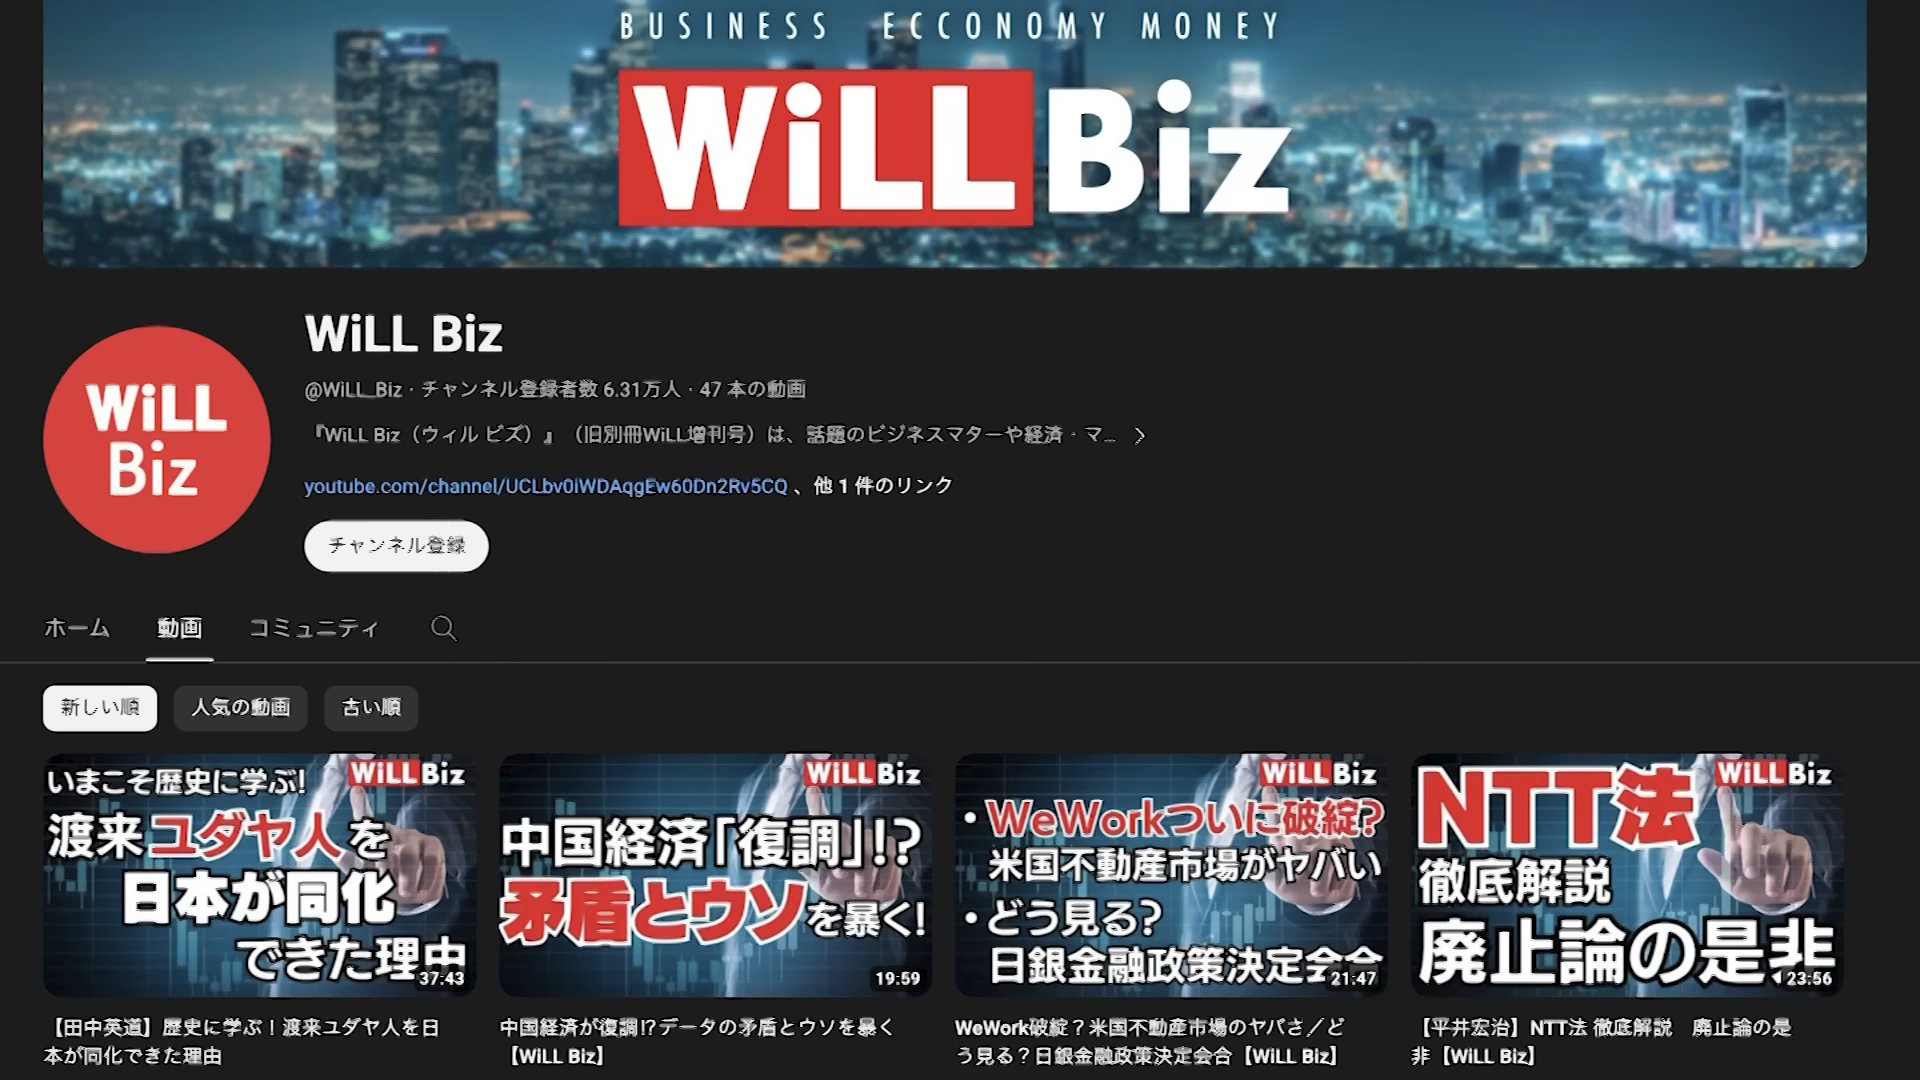 BUSINESS ECCONOMY MONEY
WiLL Biz
WiLL Biz
WiLL
Biz
@WiLL_Biz · チャンネル登録者数 6.31万人 · 47 本の動画
『WiLL Biz（ウィル ビズ）』（旧別冊WiLL増刊号）は、話題のビジネスマターや経済・マ...
youtube.com/channel/UCLbv0iWDAqgEw60Dn2Rv5CQ 、他 1 件のリンク
チャンネル登録
ホーム 動画 コミュニティ
新しい順 人気の動画 古い順
いまこそ歴史に学ぶ!
WiLL Biz
渡来ユダヤ人を
日本が同化
できた理由
37:43
WiLL Biz
中国経済「復調」!?
矛盾とウソを暴く!
19:59
WiLL Biz
・WeWorkついに破綻?
米国不動産市場がヤバい
・どう見る?
日銀金融政策決定会合
21:47
NTT法
WiLL Biz
徹底解説
廃止論の是非
23:56
【田中英道】歴史に学ぶ！渡来ユダヤ人を日
本が同化できた理由
中国経済が復調!?データの矛盾とウソを暴く
【WiLL Biz】
WeWork破綻？米国不動産市場のヤバさ／ど
う見る？日銀金融政策決定会合【WiLL Biz】
【平井宏治】NTT法 徹底解説　廃止論の是
非【WiLL Biz】